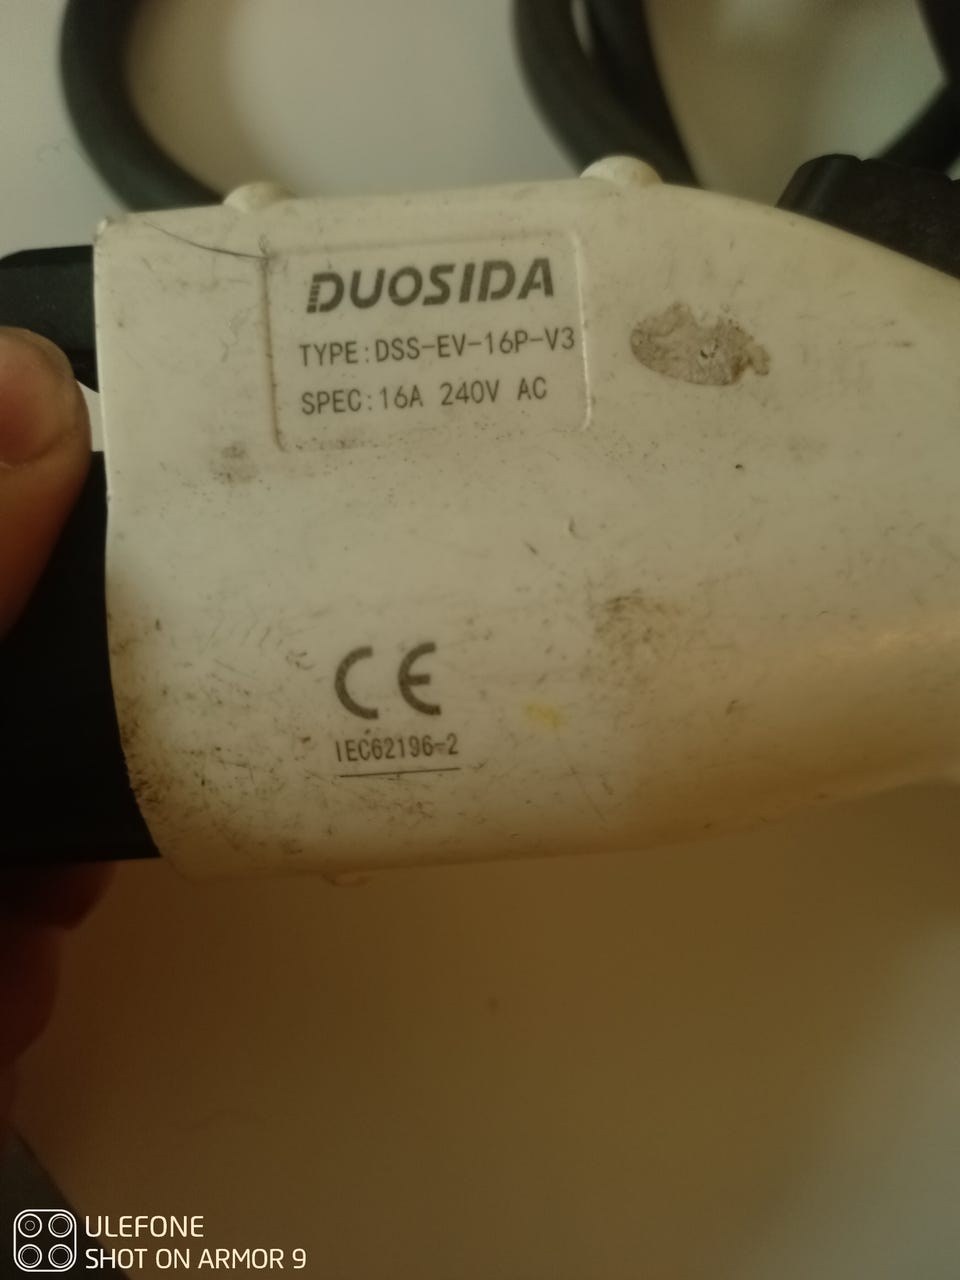 DUOSIDA
TYPE:DSS-EV-16P-V3
SPEC:16A 240V AC
CE
IEC62196-2
ULEFONE
SHOT ON ARMOR 9